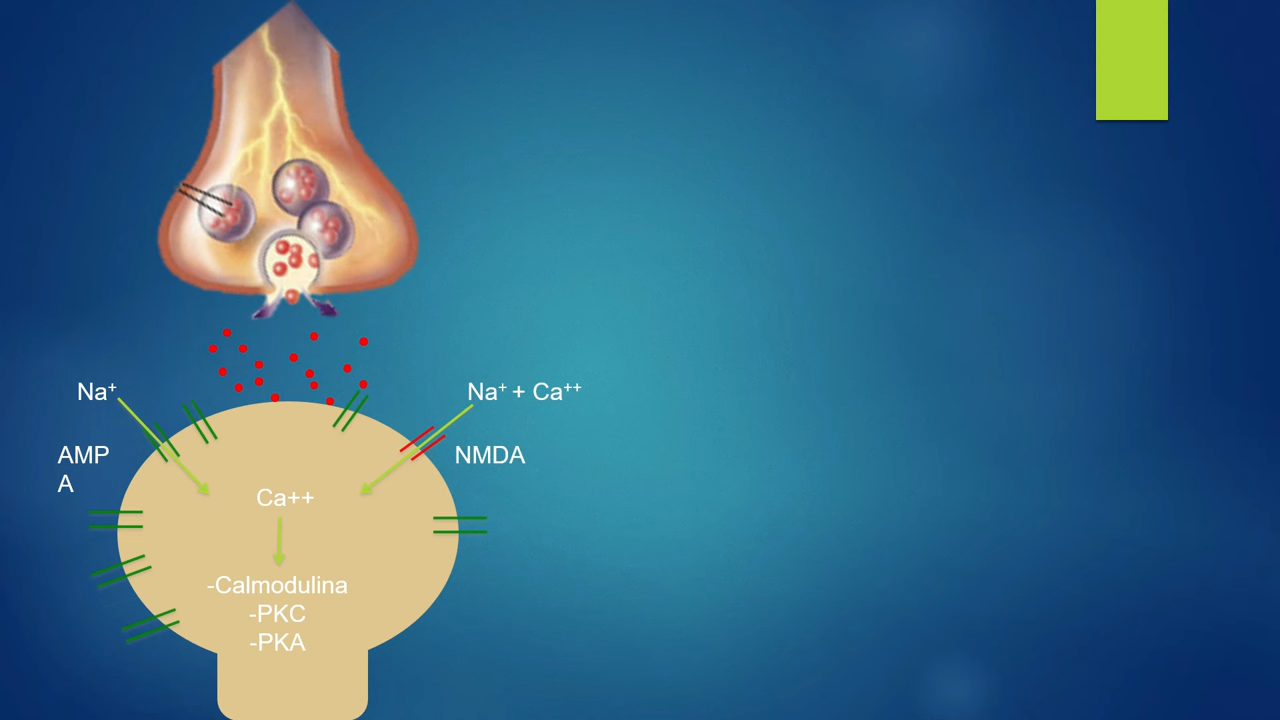 Na⁺
Na⁺ + Ca⁺⁺
AMP
A
NMDA
Ca++
-Calmodulina
-PKC
-PKA